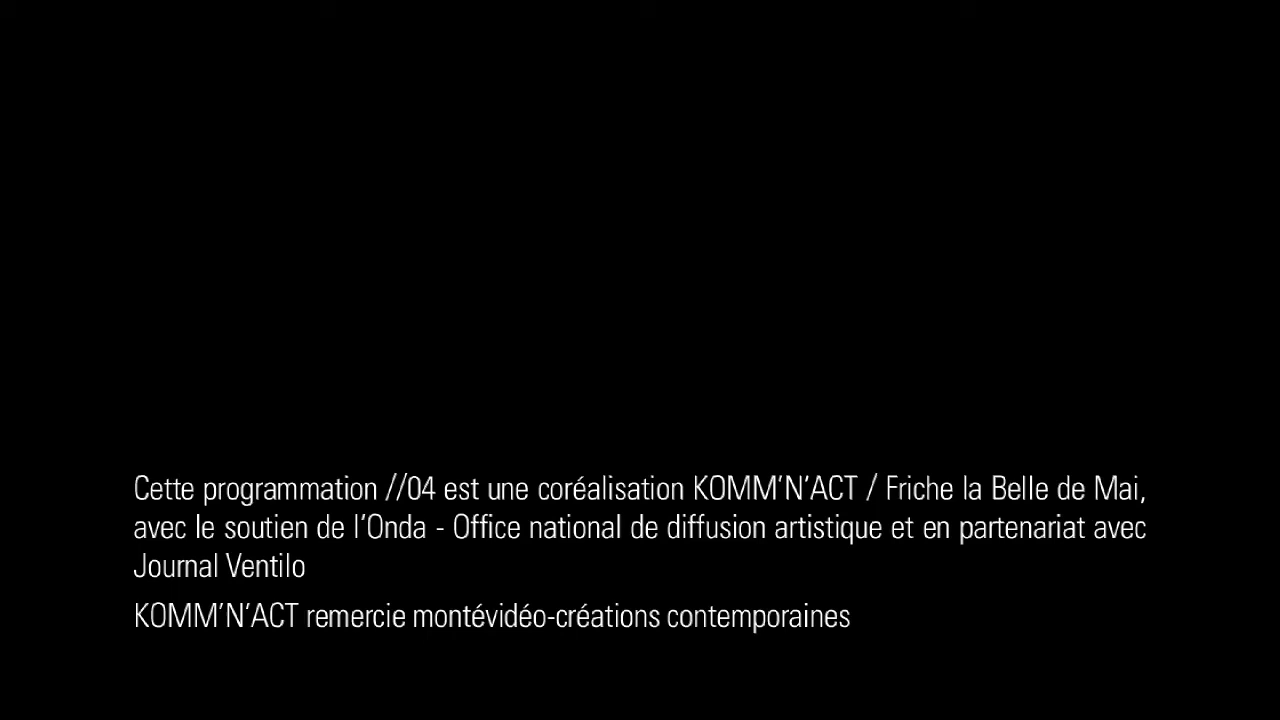 Cette programmation //04 est une coréalisation KOMM’N’ACT / Friche la Belle de Mai,
avec le soutien de l’Onda - Office national de diffusion artistique et en partenariat avec
Journal Ventilo
KOMM’N’ACT remercie montévidéo-créations contemporaines